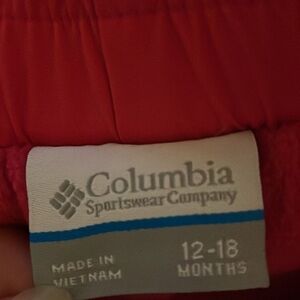 Columbia
Sportswear Company
MADE IN
VIETNAM
12-18
MONTHS